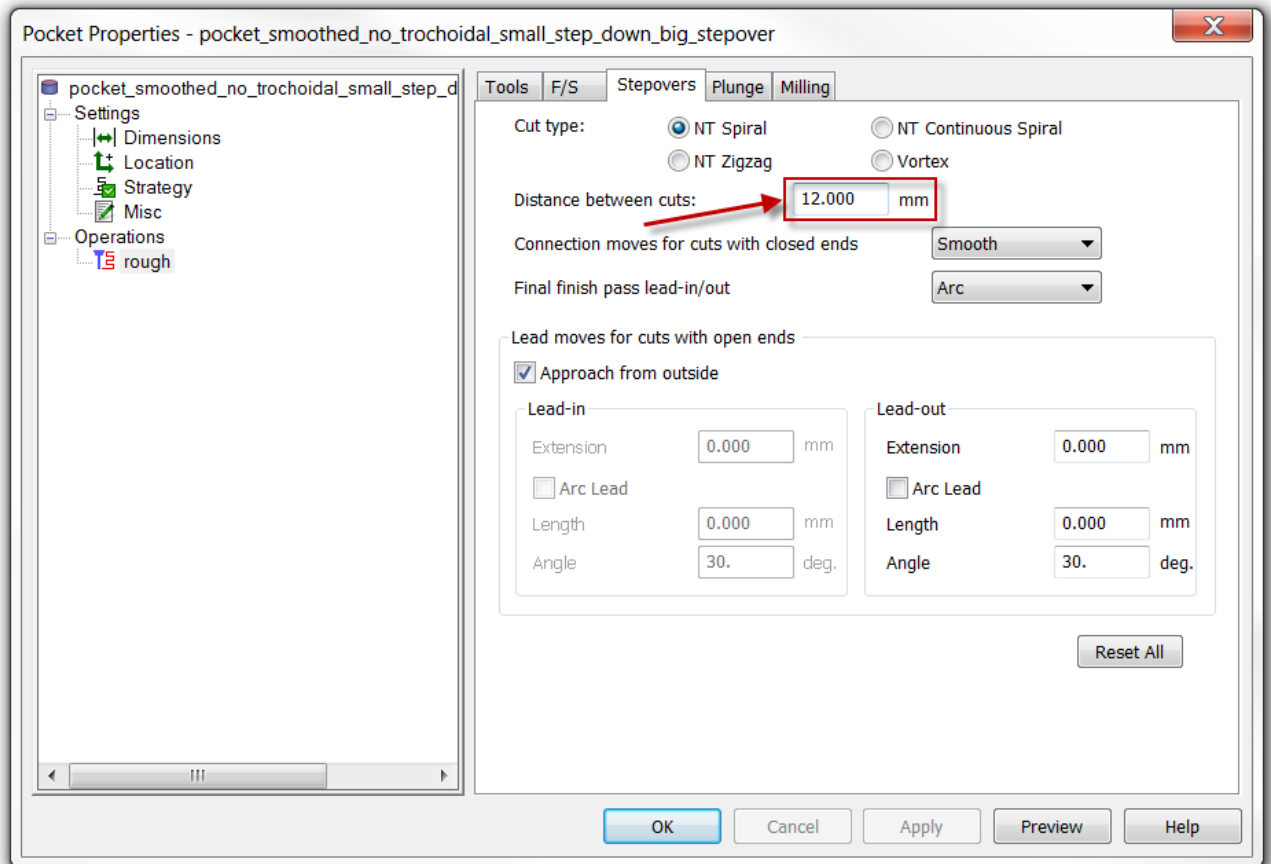 Pocket Properties - pocket_smoothed_no_trochoidal_small_step_down_big_stepover
X
pocket_smoothed_no_trochoidal_small_step_d
Settings
Dimensions
Location
Strategy
Misc
Operations
rough
Tools F/S Stepovers Plunge Milling
Cut type: NT Spiral NT Continuous Spiral
NT Zigzag Vortex
Distance between cuts: 12.000 mm
Connection moves for cuts with closed ends Smooth
Final finish pass lead-in/out Arc
Lead moves for cuts with open ends
Approach from outside
Lead-in
Extension 0.000 mm
Arc Lead
Length 0.000 mm
Angle 30. deg.
Lead-out
Extension 0.000 mm
Arc Lead
Length 0.000 mm
Angle 30. deg.
Reset All
OK Cancel Apply Preview Help